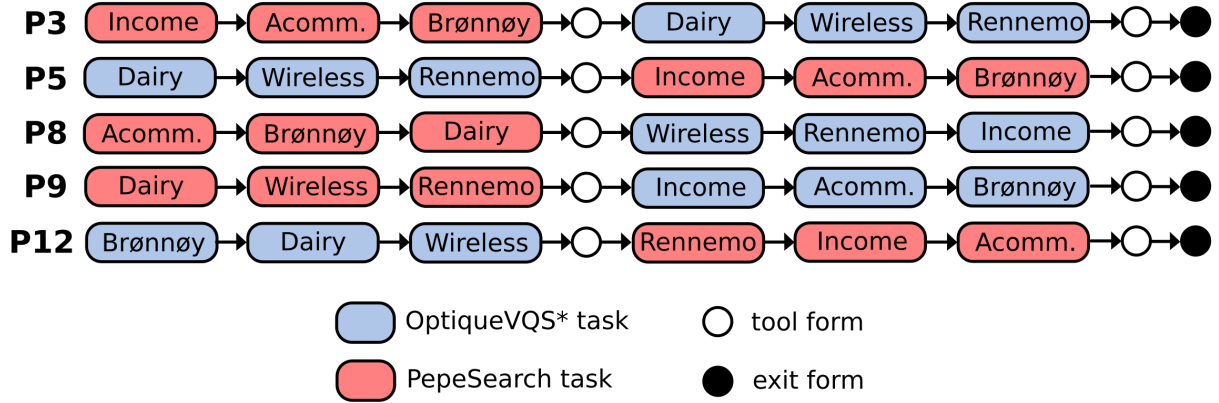 P3 Income Acomm. Brønnøy Dairy Wireless Rennemo
P5 Dairy Wireless Rennemo Income Acomm. Brønnøy
P8 Acomm. Brønnøy Dairy Wireless Rennemo Income
P9 Dairy Wireless Rennemo Income Acomm. Brønnøy
P12 Brønnøy Dairy Wireless Rennemo Income Acomm.
OptiqueVQS* task tool form
PepeSearch task exit form